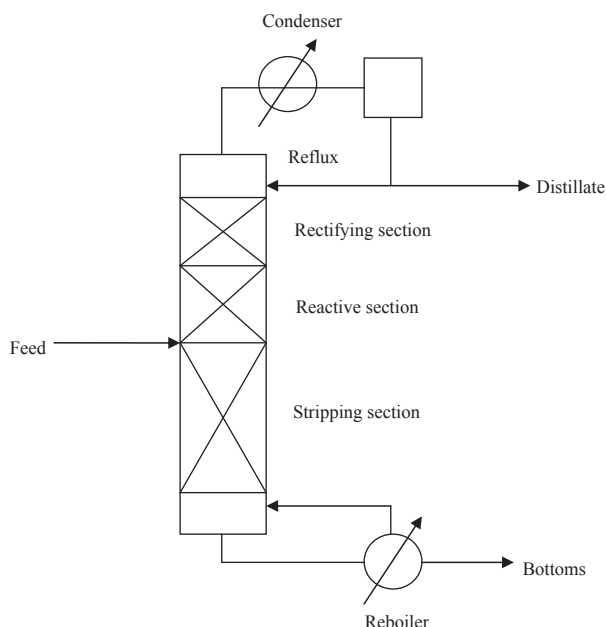 Condenser
Reflux
Distillate
Rectifying section
Reactive section
Feed
Stripping section
Bottoms
Reboiler